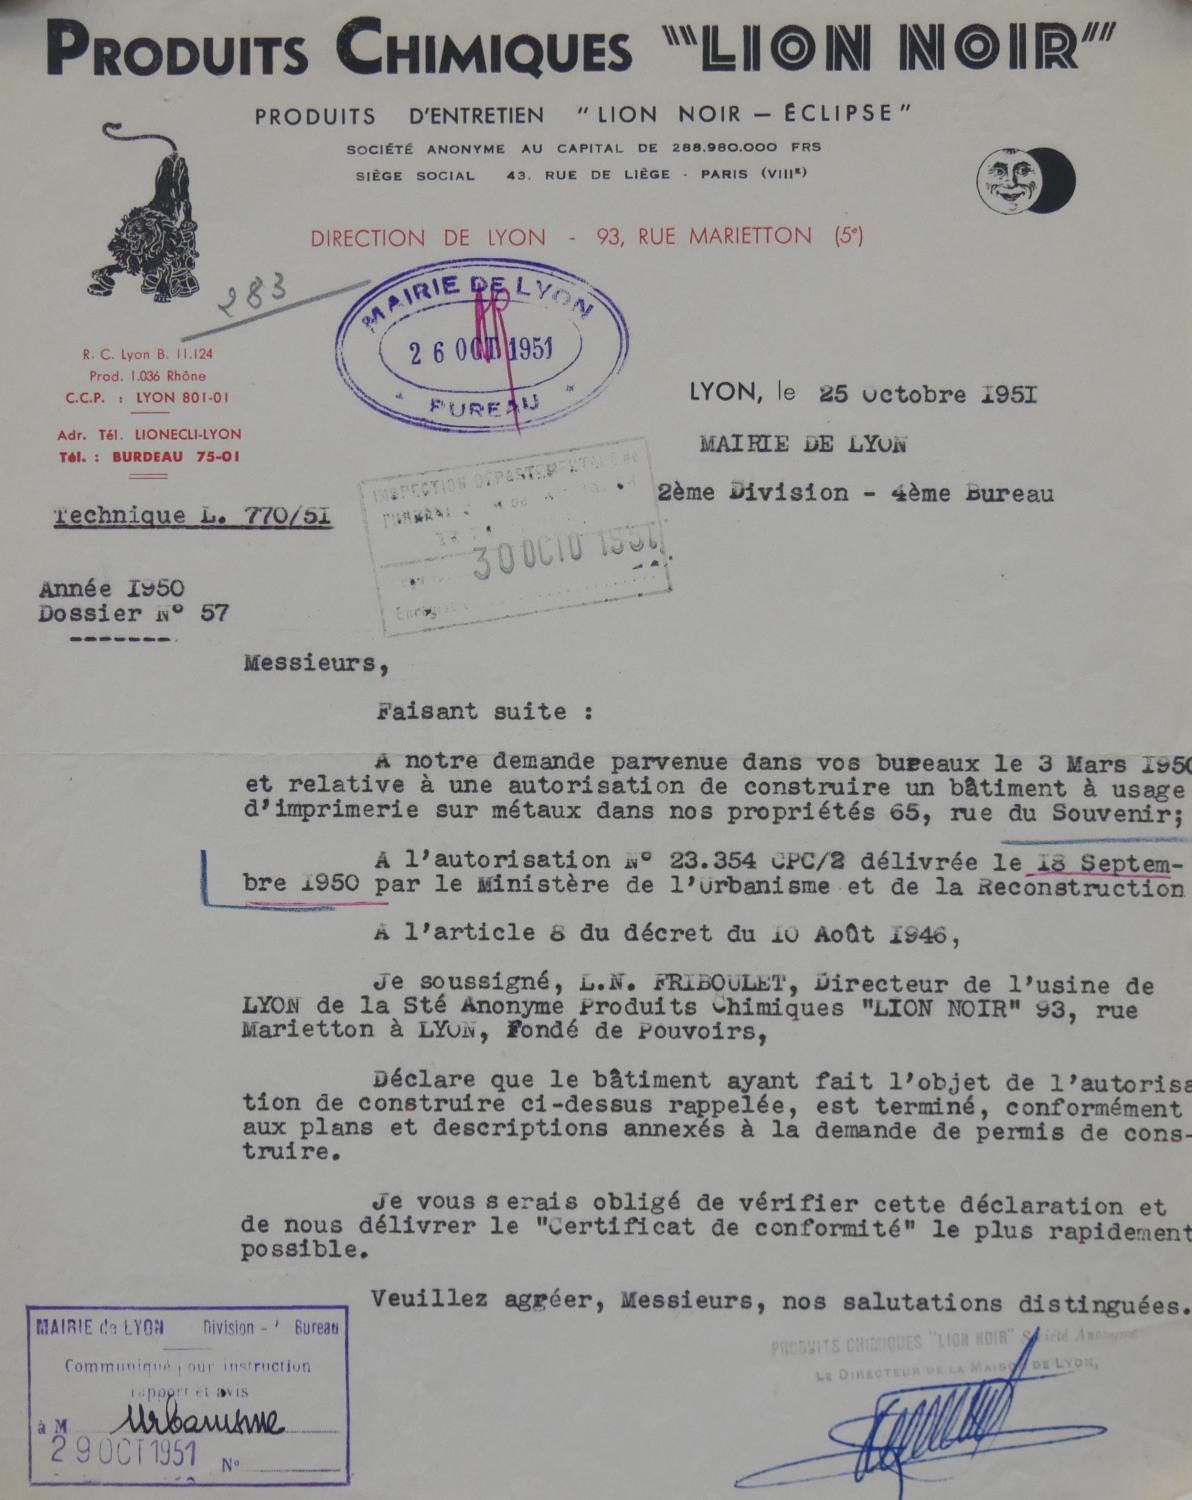 PRODUITS CHIMIQUES "LION NOIR"
PRODUITS D'ENTRETIEN "LION NOIR — ÉCLIPSE"
SOCIÉTÉ ANONYME AU CAPITAL DE 288.980.000 FRS
SIÈGE SOCIAL 43, RUE DE LIÈGE - PARIS (VIIIᵉ)
DIRECTION DE LYON - 93, RUE MARIETTON (5ᵉ)
283
MAIRIE DE LYON
26 OCT 1951
BUREAU
R. C. Lyon B. 11.124
Prod. 1.036 Rhône
C.C.P. : LYON 801-01
Adr. Tél. LIONECLI-LYON
Tél. : BURDEAU 75-01
LYON, le 25 Octobre 1951
MAIRIE DE LYON
2ème Division - 4ème Bureau
INSPECTION DÉPARTEMENTALE de
30 OCTO 1951
Technique L. 770/51
Année 1950
Dossier N° 57
-------
Messieurs,
Faisant suite :
A notre demande parvenue dans vos bureaux le 3 Mars 1950
et relative à une autorisation de construire un bâtiment à usage
d'imprimerie sur métaux dans nos propriétés 65, rue du Souvenir;
A l'autorisation N° 23.354 CPC/2 délivrée le 18 Septem-
bre 1950 par le Ministère de l'Urbanisme et de la Reconstruction
A l'article 8 du décret du 10 Août 1946,
Je soussigné, L.N. FRIBOULET, Directeur de l'usine de
LYON de la Sté Anonyme Produits Chimiques "LION NOIR" 93, rue
Marietton à LYON, Fondé de Pouvoirs,
Déclare que le bâtiment ayant fait l'objet de l'autorisa
tion de construire ci-dessus rappelée, est terminé, conformément
aux plans et descriptions annexés à la demande de permis de cons-
truire.
Je vous serais obligé de vérifier cette déclaration et
de nous délivrer le "Certificat de conformité" le plus rapidement
possible.
Veuillez agréer, Messieurs, nos salutations distinguées.
PRODUITS CHIMIQUES "LION NOIR" Société Anonyme
LE DIRECTEUR DE LA MAISON DE LYON,
MAIRIE de LYON Division - Bureau
Communiqué pour instruction
rapport et avis
à M Urbanisme
29 OCT 1951 N°